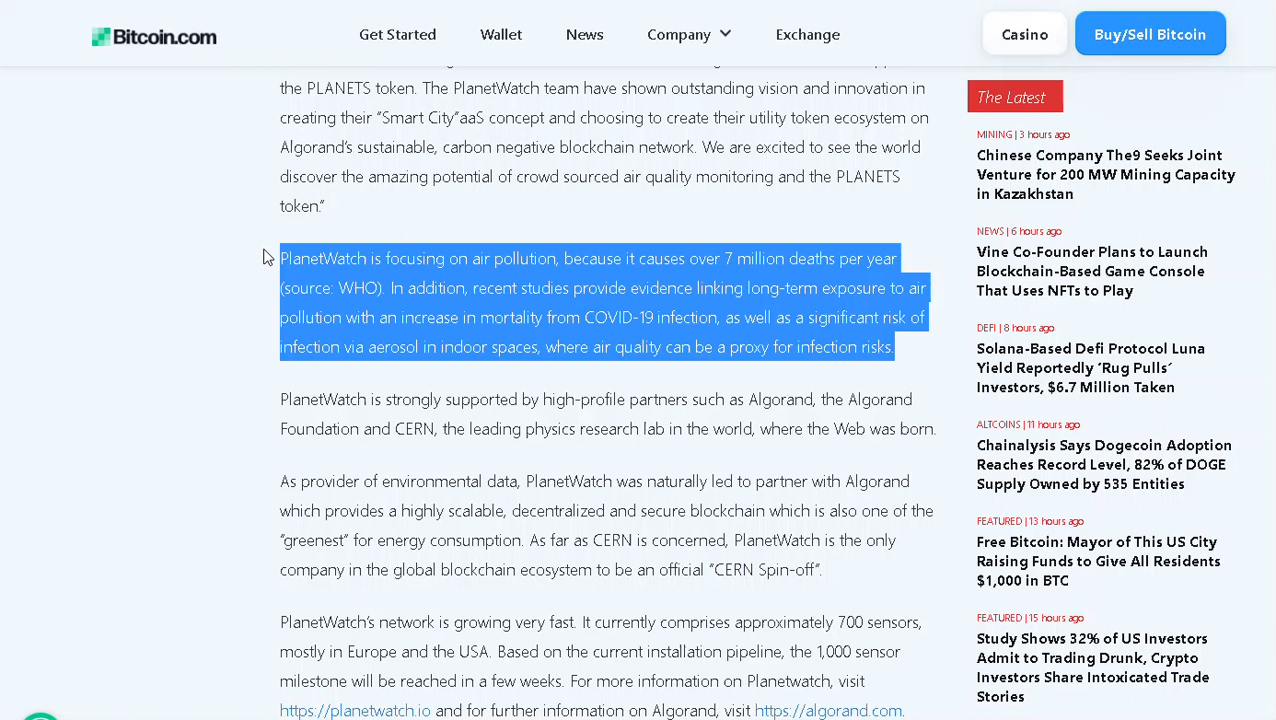 Bitcoin.com
Get Started
Wallet
News
Company
Exchange
Casino
Buy/Sell Bitcoin
the PLANETS token. The PlanetWatch team have shown outstanding vision and innovation in
creating their “Smart City”aaS concept and choosing to create their utility token ecosystem on
Algorand’s sustainable, carbon negative blockchain network. We are excited to see the world
discover the amazing potential of crowd sourced air quality monitoring and the PLANETS
token.”
PlanetWatch is focusing on air pollution, because it causes over 7 million deaths per year
(source: WHO). In addition, recent studies provide evidence linking long-term exposure to air
pollution with an increase in mortality from COVID-19 infection, as well as a significant risk of
infection via aerosol in indoor spaces, where air quality can be a proxy for infection risks.
PlanetWatch is strongly supported by high-profile partners such as Algorand, the Algorand
Foundation and CERN, the leading physics research lab in the world, where the Web was born.
As provider of environmental data, PlanetWatch was naturally led to partner with Algorand
which provides a highly scalable, decentralized and secure blockchain which is also one of the
“greenest” for energy consumption. As far as CERN is concerned, PlanetWatch is the only
company in the global blockchain ecosystem to be an official “CERN Spin-off”.
PlanetWatch’s network is growing very fast. It currently comprises approximately 700 sensors,
mostly in Europe and the USA. Based on the current installation pipeline, the 1,000 sensor
milestone will be reached in a few weeks. For more information on Planetwatch, visit
https://planetwatch.io and for further information on Algorand, visit https://algorand.com.
The Latest
MINING | 3 hours ago
Chinese Company The9 Seeks Joint
Venture for 200 MW Mining Capacity
in Kazakhstan
NEWS | 6 hours ago
Vine Co-Founder Plans to Launch
Blockchain-Based Game Console
That Uses NFTs to Play
DEFI | 8 hours ago
Solana-Based Defi Protocol Luna
Yield Reportedly ‘Rug Pulls’
Investors, $6.7 Million Taken
ALTCOINS | 11 hours ago
Chainalysis Says Dogecoin Adoption
Reaches Record Level, 82% of DOGE
Supply Owned by 535 Entities
FEATURED | 13 hours ago
Free Bitcoin: Mayor of This US City
Raising Funds to Give All Residents
$1,000 in BTC
FEATURED | 15 hours ago
Study Shows 32% of US Investors
Admit to Trading Drunk, Crypto
Investors Share Intoxicated Trade
Stories